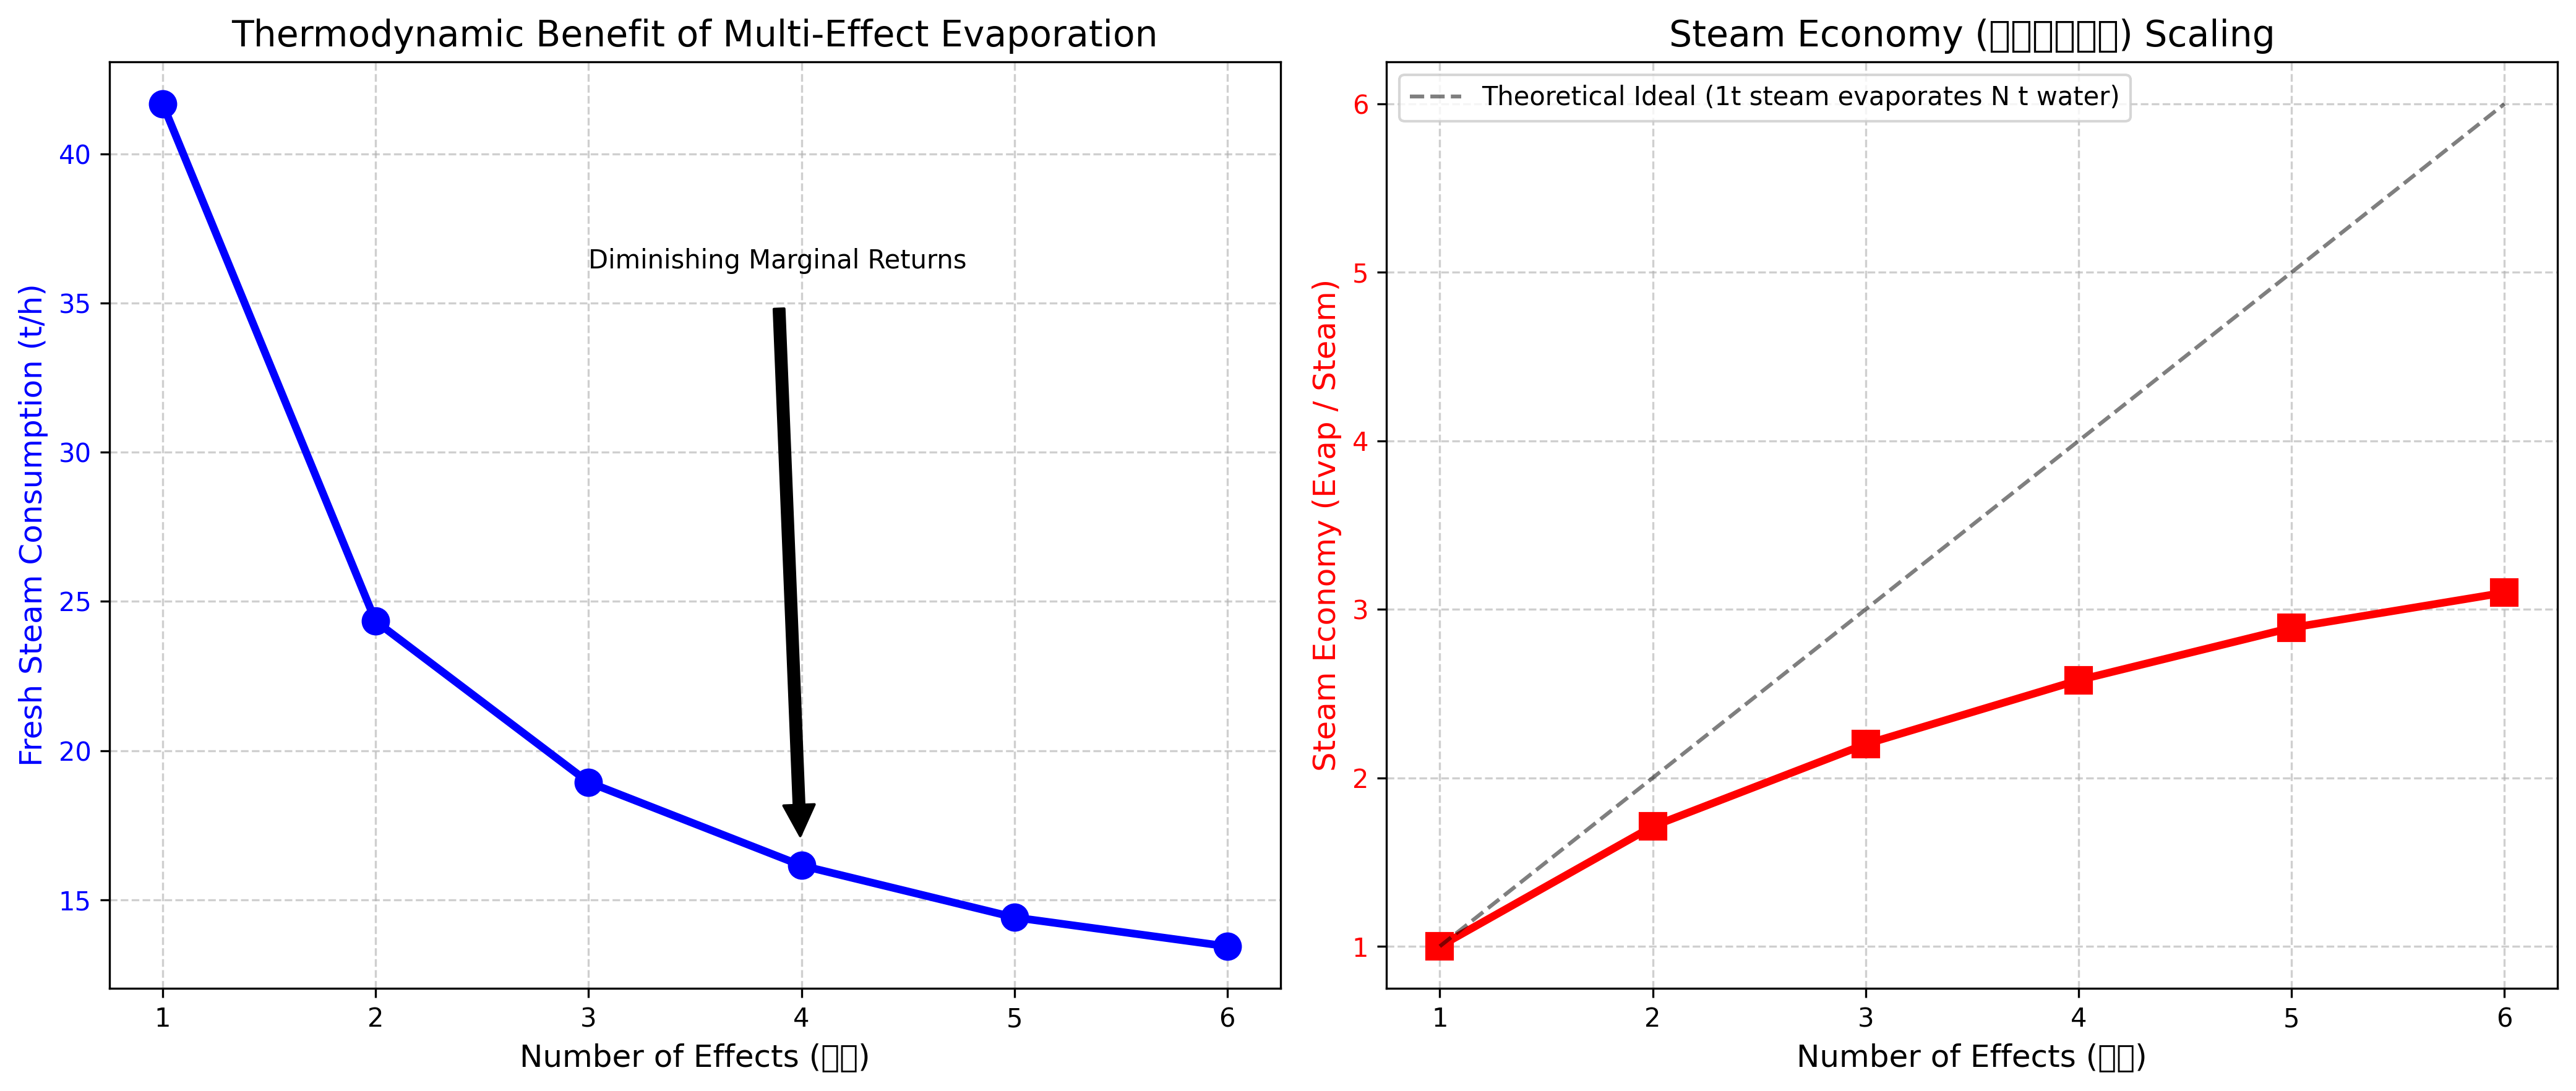 Thermodynamic Benefit of Multi-Effect Evaporation
Fresh Steam Consumption (t/h)
40
35
30
25
20
15
Diminishing Marginal Returns
1 2 3 4 5 6
Number of Effects (▯▯)
Steam Economy (▯▯▯▯▯▯) Scaling
Theoretical Ideal (1t steam evaporates N t water)
Steam Economy (Evap / Steam)
6
5
4
3
2
1
1 2 3 4 5 6
Number of Effects (▯▯)